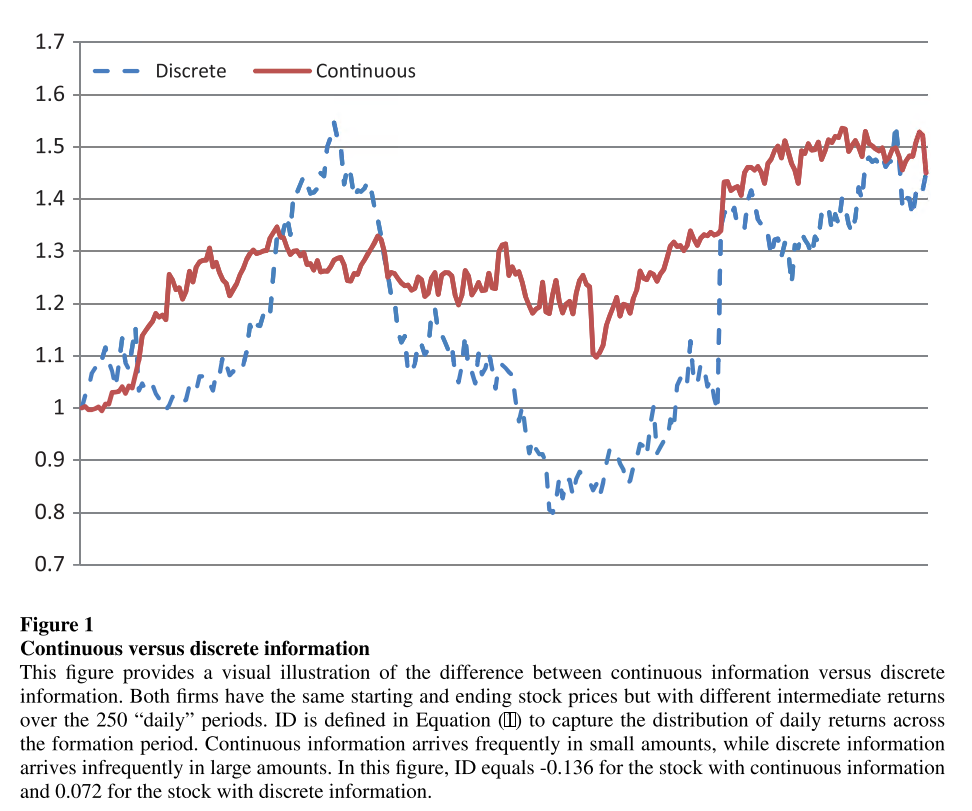 1.7
Discrete Continuous
1.6
1.5
1.4
1.3
1.2
1.1
1
0.9
0.8
0.7
Figure 1
Continuous versus discrete information
This figure provides a visual illustration of the difference between continuous information versus discrete
information. Both firms have the same starting and ending stock prices but with different intermediate returns
over the 250 “daily” periods. ID is defined in Equation () to capture the distribution of daily returns across
the formation period. Continuous information arrives frequently in small amounts, while discrete information
arrives infrequently in large amounts. In this figure, ID equals -0.136 for the stock with continuous information
and 0.072 for the stock with discrete information.